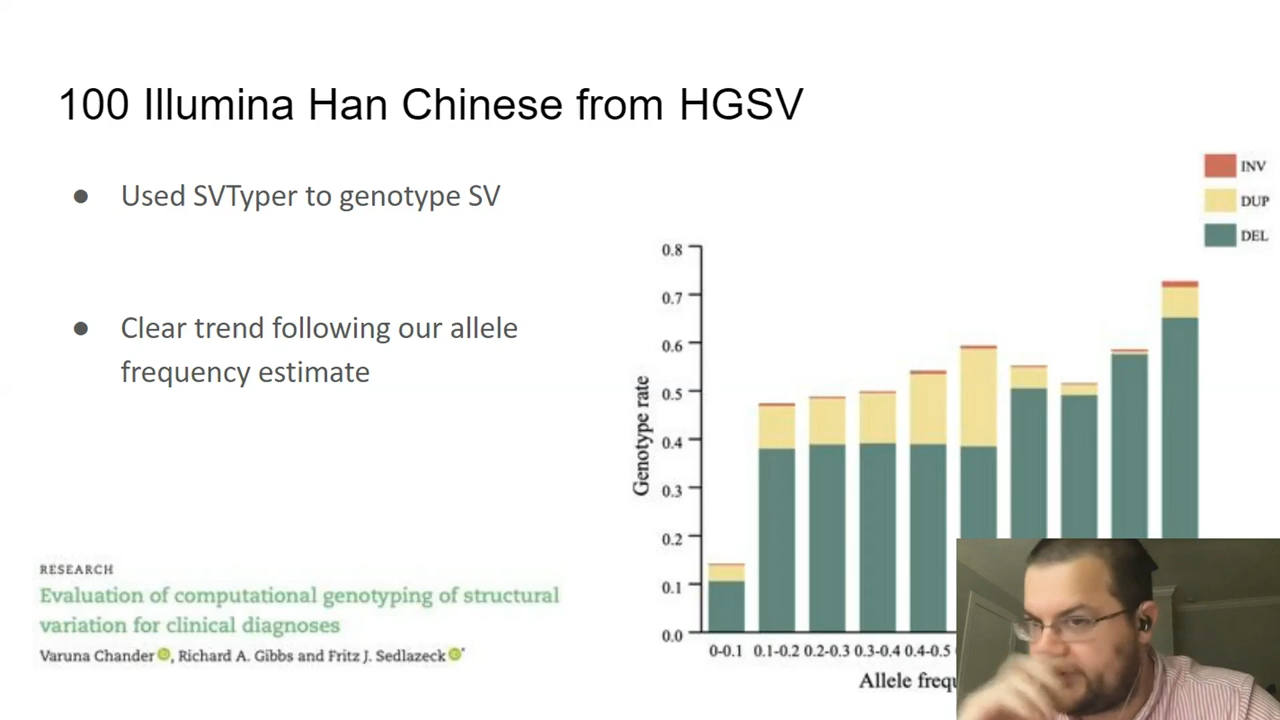 100 Illumina Han Chinese from HGSV
● Used SVTyper to genotype SV
● Clear trend following our allele
frequency estimate
RESEARCH
Evaluation of computational genotyping of structural
variation for clinical diagnoses
Varuna Chander, Richard A. Gibbs and Fritz J. Sedlazeck*
INV
DUP
DEL
Genotype rate
0.8
0.7
0.6
0.5
0.4
0.3
0.2
0.1
0.0
0-0.1 0.1-0.2 0.2-0.3 0.3-0.4 0.4-0.5
Allele frequ